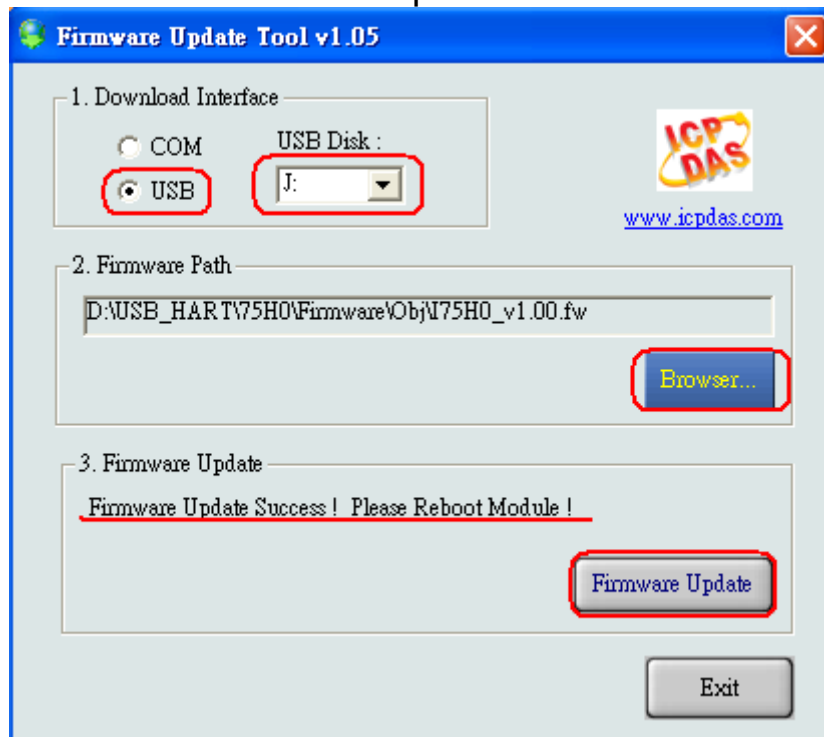 Firmware Update Tool v1.05
1. Download Interface
COM
USB Disk :
USB
J:
ICP
DAS
www.icpdas.com
2. Firmware Path
D:\USB_HART\75H0\Firmware\Obj\I75H0_v1.00.fw
Browser...
3. Firmware Update
Firmware Update Success ! Please Reboot Module !
Firmware Update
Exit